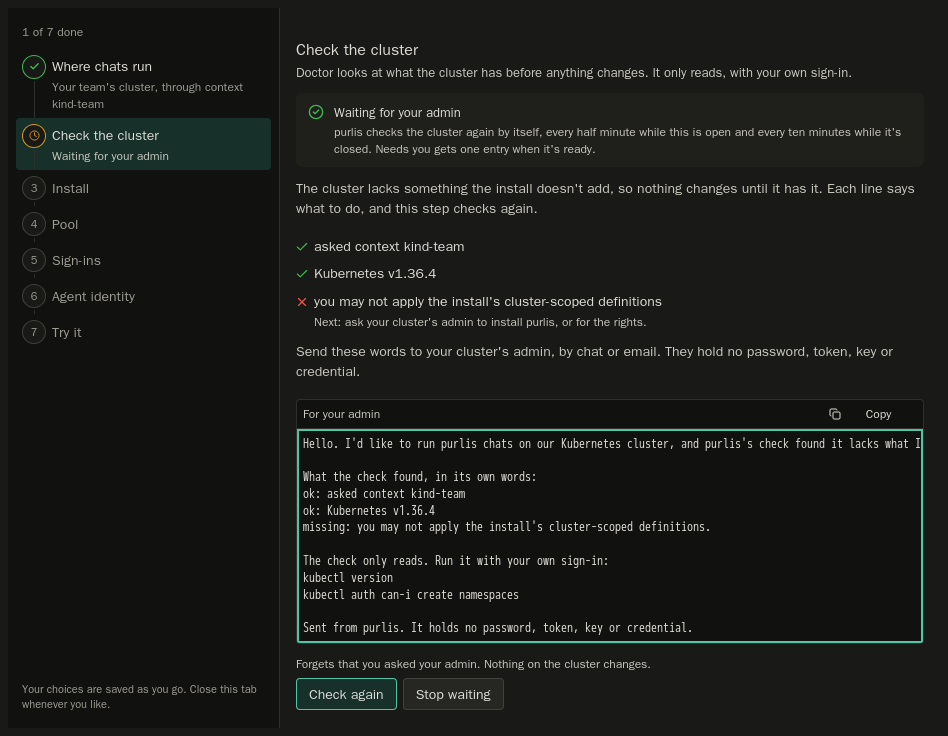 1 of 7 done
Where chats run
Your team's cluster, through context
kind-team
Check the cluster
Waiting for your admin
3 Install
4 Pool
5 Sign-ins
6 Agent identity
7 Try it
Your choices are saved as you go. Close this tab
whenever you like.
Check the cluster
Doctor looks at what the cluster has before anything changes. It only reads, with your own sign-in.
Waiting for your admin
purlis checks the cluster again by itself, every half minute while this is open and every ten minutes while it's
closed. Needs you gets one entry when it's ready.
The cluster lacks something the install doesn't add, so nothing changes until it has it. Each line says
what to do, and this step checks again.
asked context kind-team
Kubernetes v1.36.4
you may not apply the install's cluster-scoped definitions
Next: ask your cluster's admin to install purlis, or for the rights.
Send these words to your cluster's admin, by chat or email. They hold no password, token, key or
credential.
For your admin
Copy
Hello. I'd like to run purlis chats on our Kubernetes cluster, and purlis's check found it lacks what I
What the check found, in its own words:
ok: asked context kind-team
ok: Kubernetes v1.36.4
missing: you may not apply the install's cluster-scoped definitions.
The check only reads. Run it with your own sign-in:
kubectl version
kubectl auth can-i create namespaces
Sent from purlis. It holds no password, token, key or credential.
Forgets that you asked your admin. Nothing on the cluster changes.
Check again
Stop waiting